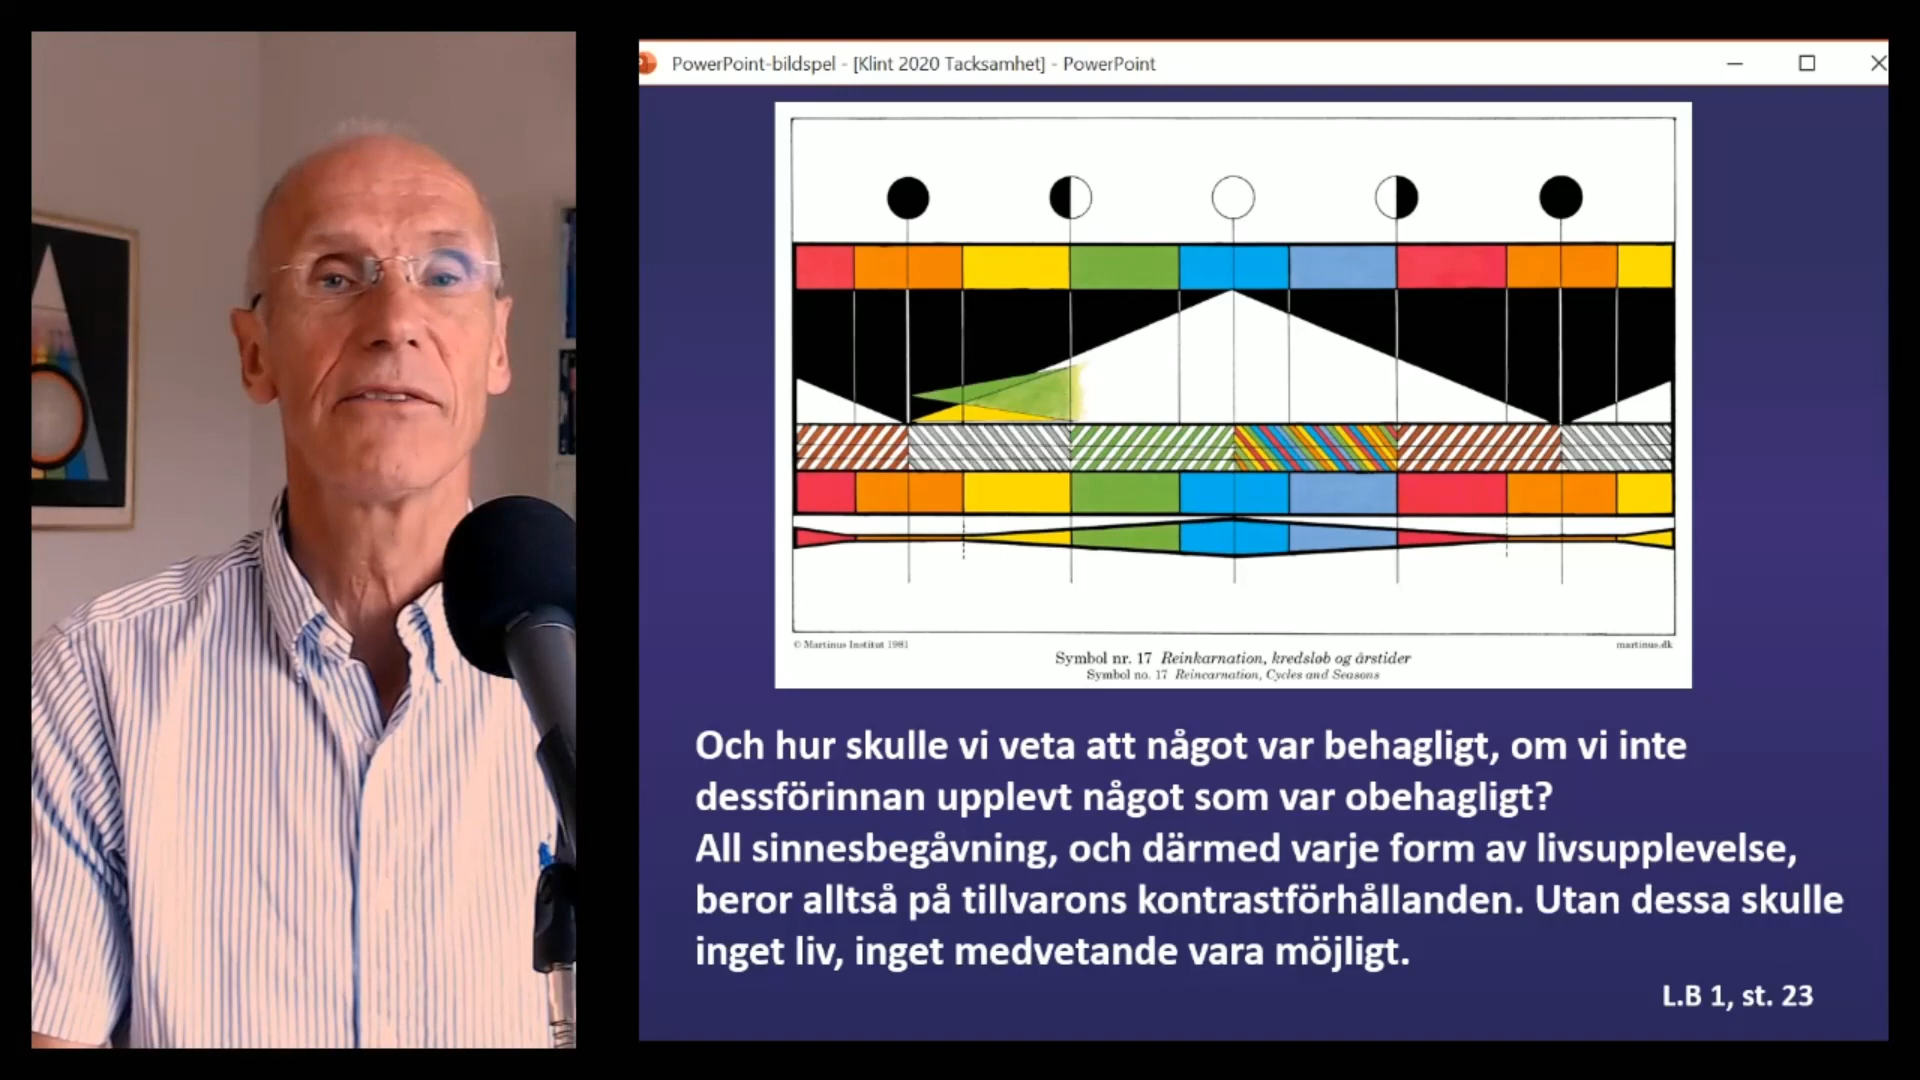 PowerPoint-bildspel - [Klint 2020 Tacksamhet] - PowerPoint
© Martinus Institut 1981
martinus.dk
Symbol nr. 17 Reinkarnation, kredsløb og årstider
Symbol no. 17 Reincarnation, Cycles and Seasons
Och hur skulle vi veta att något var behagligt, om vi inte
dessförinnan upplevt något som var obehagligt?
All sinnesbegåvning, och därmed varje form av livsupplevelse,
beror alltså på tillvarons kontrastförhållanden. Utan dessa skulle
inget liv, inget medvetande vara möjligt.
L.B 1, st. 23